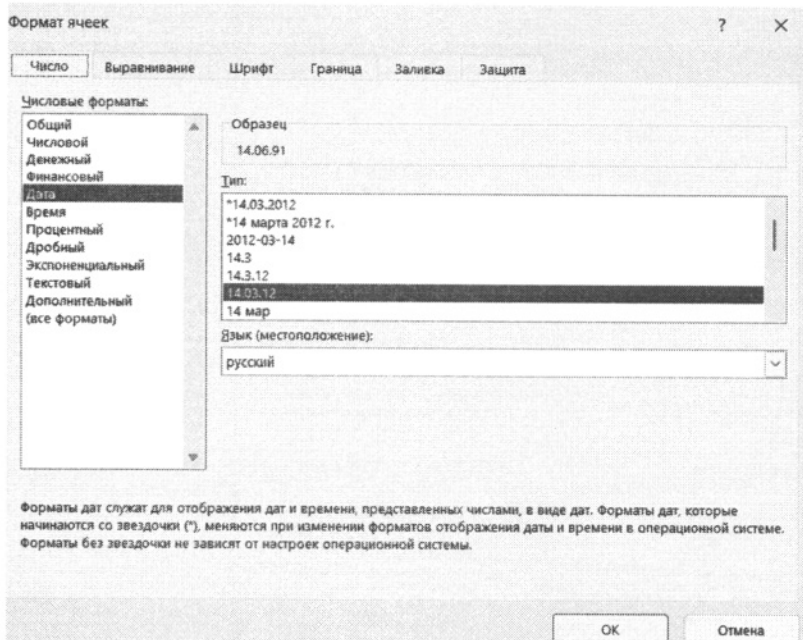 Формат ячеек
Число Выравнивание Шрифт Граница Заливка Защита
Числовые форматы:
Общий
Числовой
Денежный
Финансовый
Дата
Время
Процентный
Дробный
Экспоненциальный
Текстовый
Дополнительный
(все форматы)
Образец
14.06.91
Тип:
*14.03.2012
*14 марта 2012 г.
2012-03-14
14.3
14.3.12
14.03.12
14 мар
Язык (местоположение):
русский
Форматы дат служат для отображения дат и времени, представленных числами, в виде дат. Форматы дат, которые
начинаются со звездочки (*), меняются при изменении форматов отображения даты и времени в операционной системе.
Форматы без звездочки не зависят от настроек операционной системы.
ОК Отмена